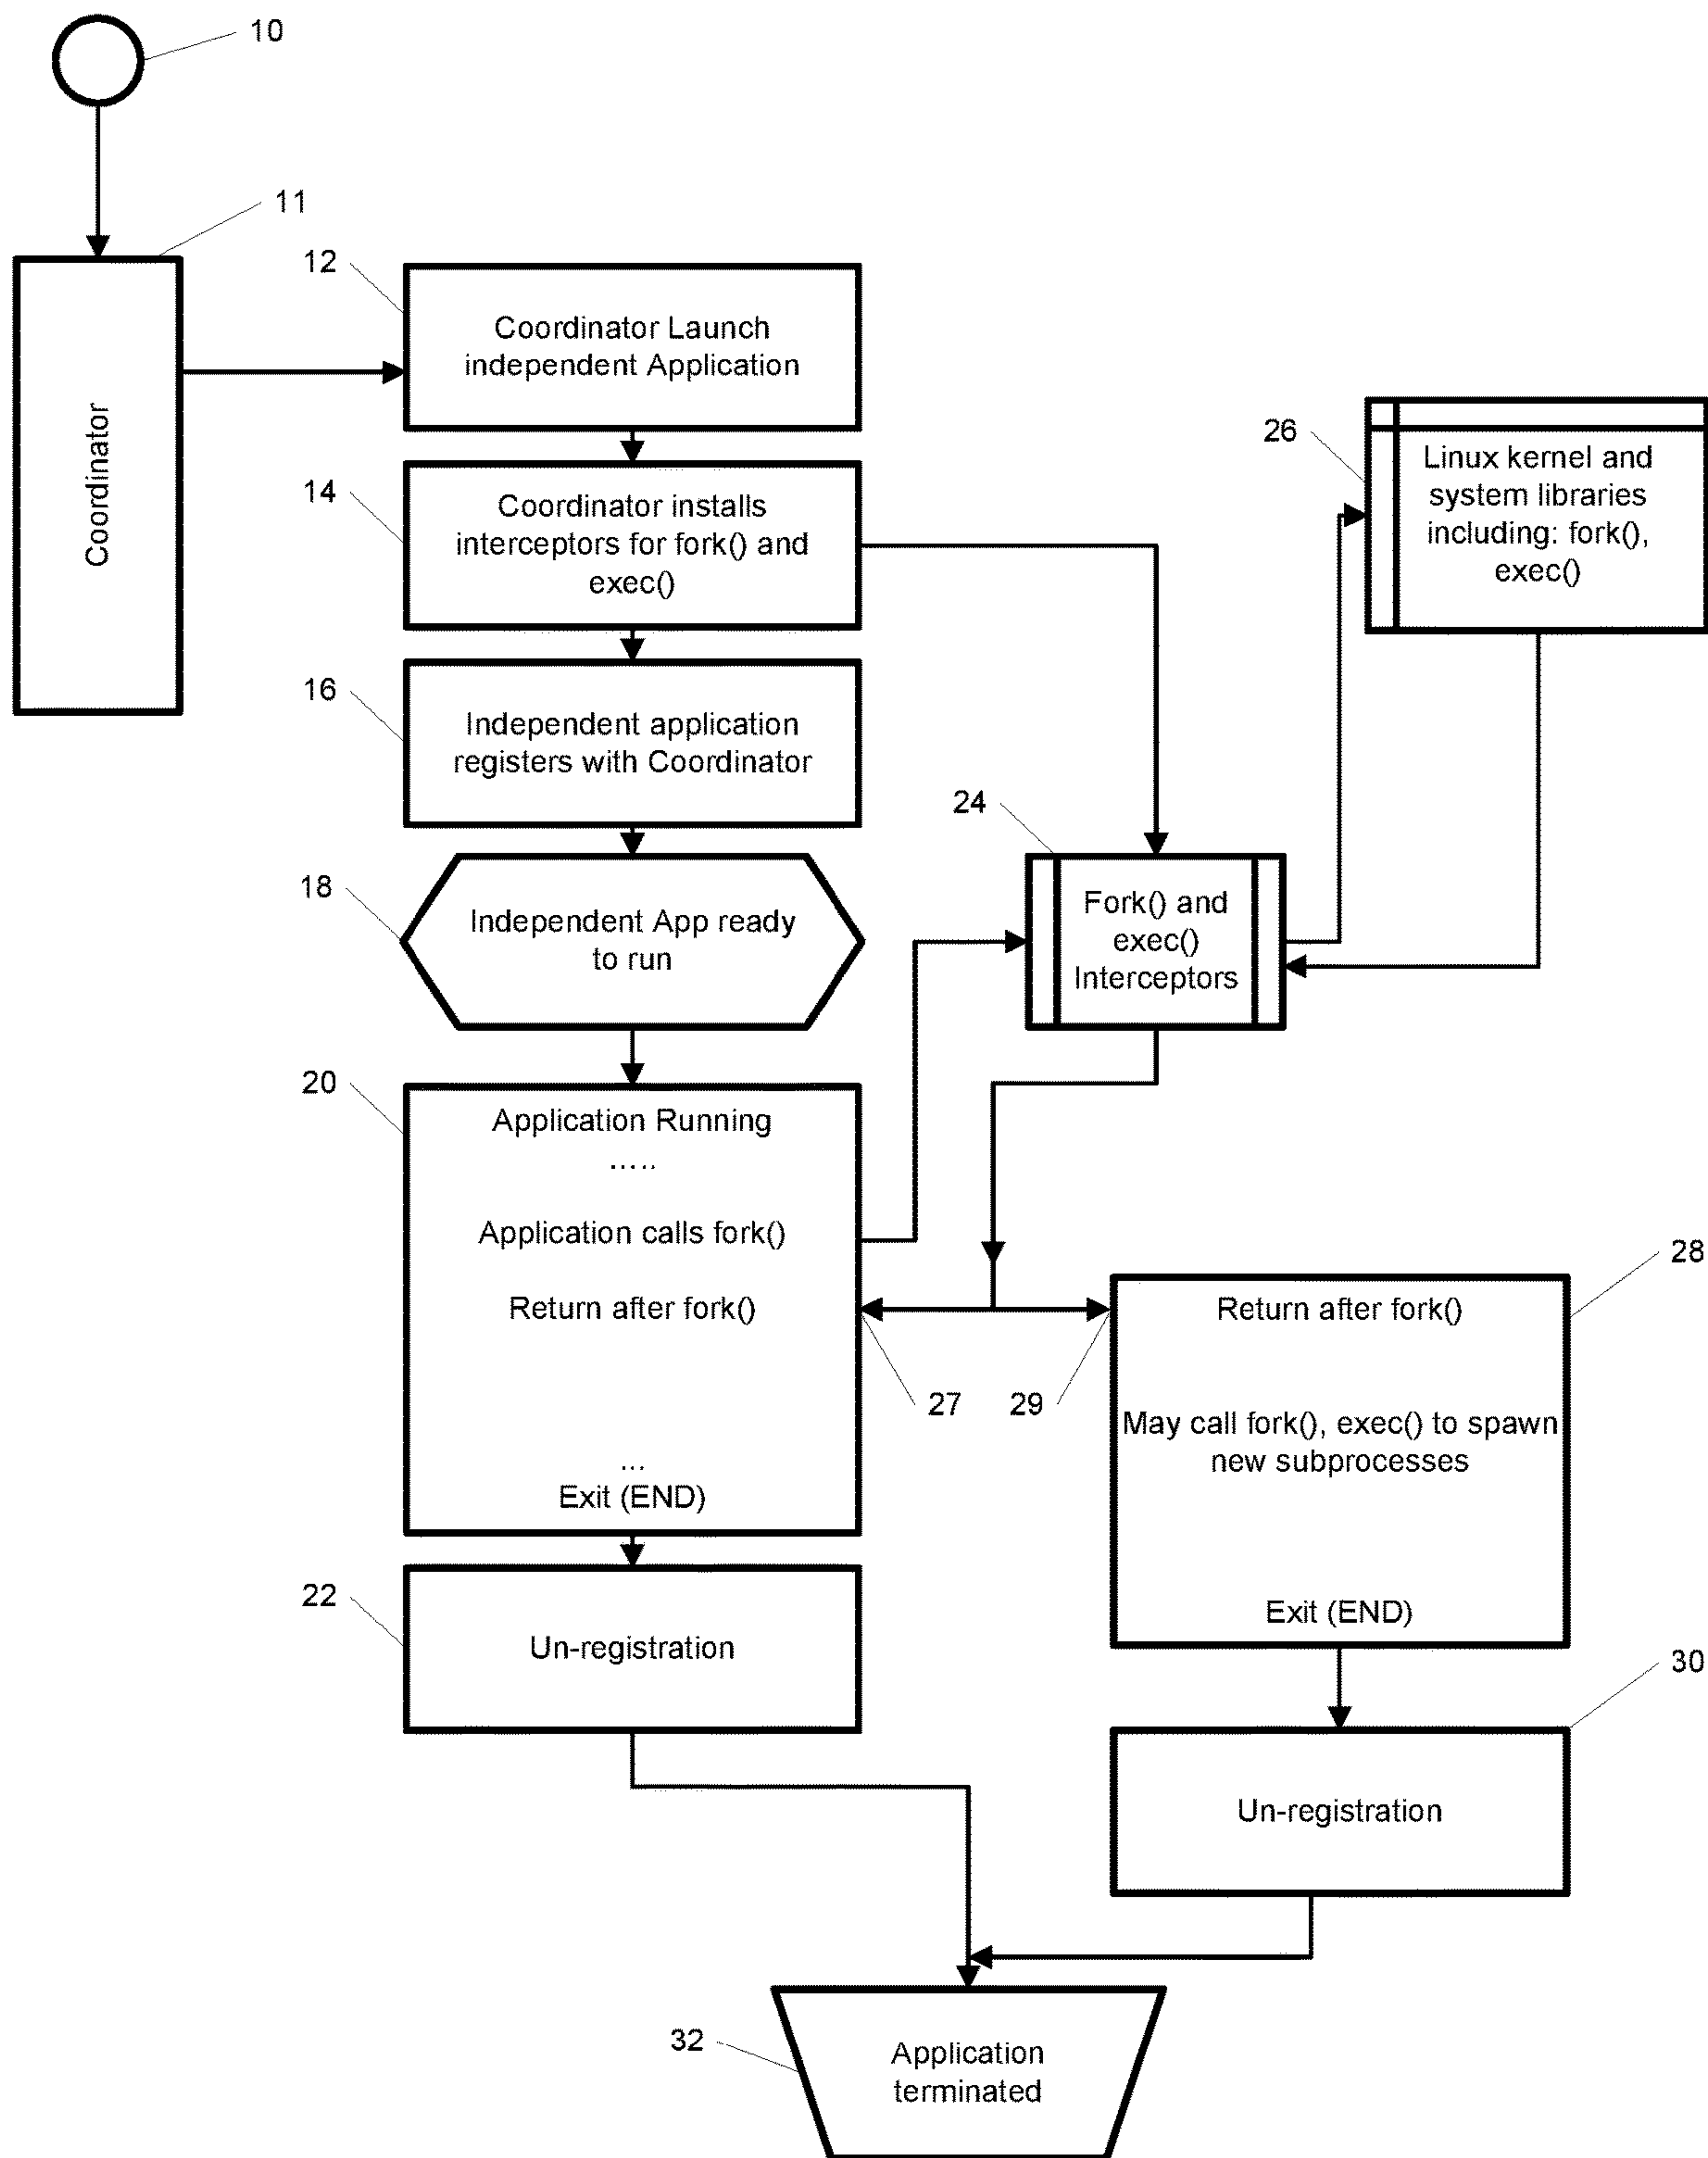 10
11
Coordinator
12
Coordinator Launch
independent Application
14
Coordinator installs
interceptors for fork() and
exec()
26
Linux kernel and
system libraries
including: fork(),
exec()
16
Independent application
registers with Coordinator
24
Fork() and
exec()
Interceptors
18
Independent App ready
to run
20
Application Running
.....
Application calls fork()
Return after fork()
...
Exit (END)
27
29
28
Return after fork()
May call fork(), exec() to spawn
new subprocesses
Exit (END)
22
Un-registration
30
Un-registration
32
Application
terminated